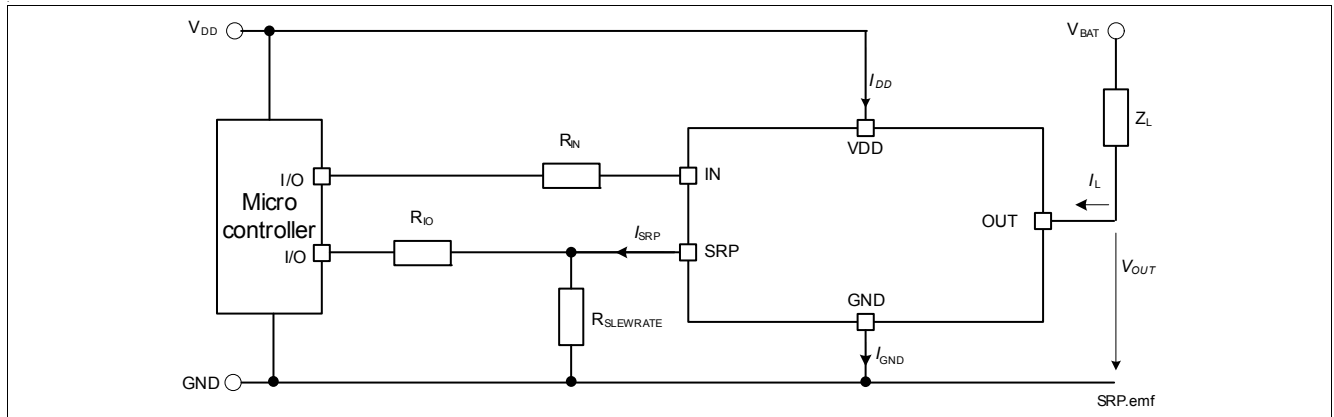 VDD
VBAT
IDD
ZL
RIN
VDD
I/O
IN
IL
Micro
controller
RIO
ISRP
OUT
I/O
SRP
VOUT
GND
RSLEWRATE
IGND
GND
SRP.emf